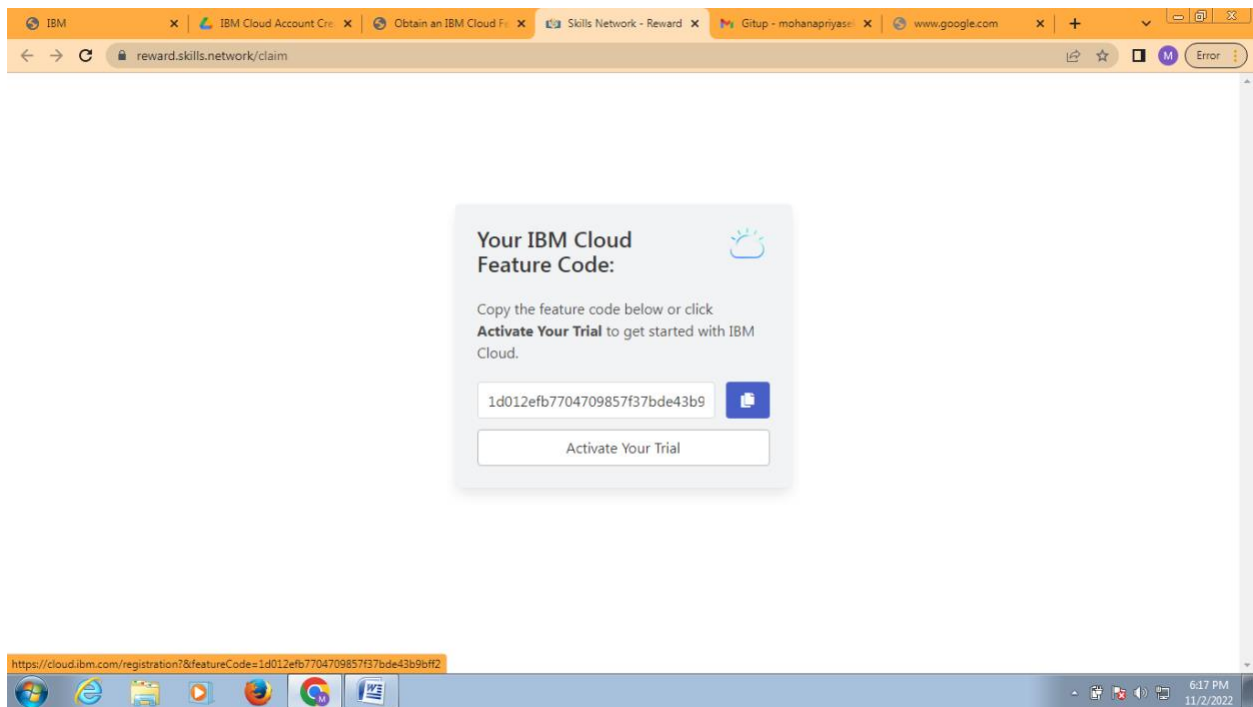 IBM
IBM Cloud Account Cre
Obtain an IBM Cloud Fe
Skills Network - Reward
Gitup - mohanapriyasel
www.google.com
reward.skills.network/claim
M
Error
Your IBM Cloud
Feature Code:
Copy the feature code below or click
Activate Your Trial to get started with IBM
Cloud.
1d012efb7704709857f37bde43b9
Activate Your Trial
https://cloud.ibm.com/registration?&featureCode=1d012efb7704709857f37bde43b9bff2
6:17 PM
11/2/2022